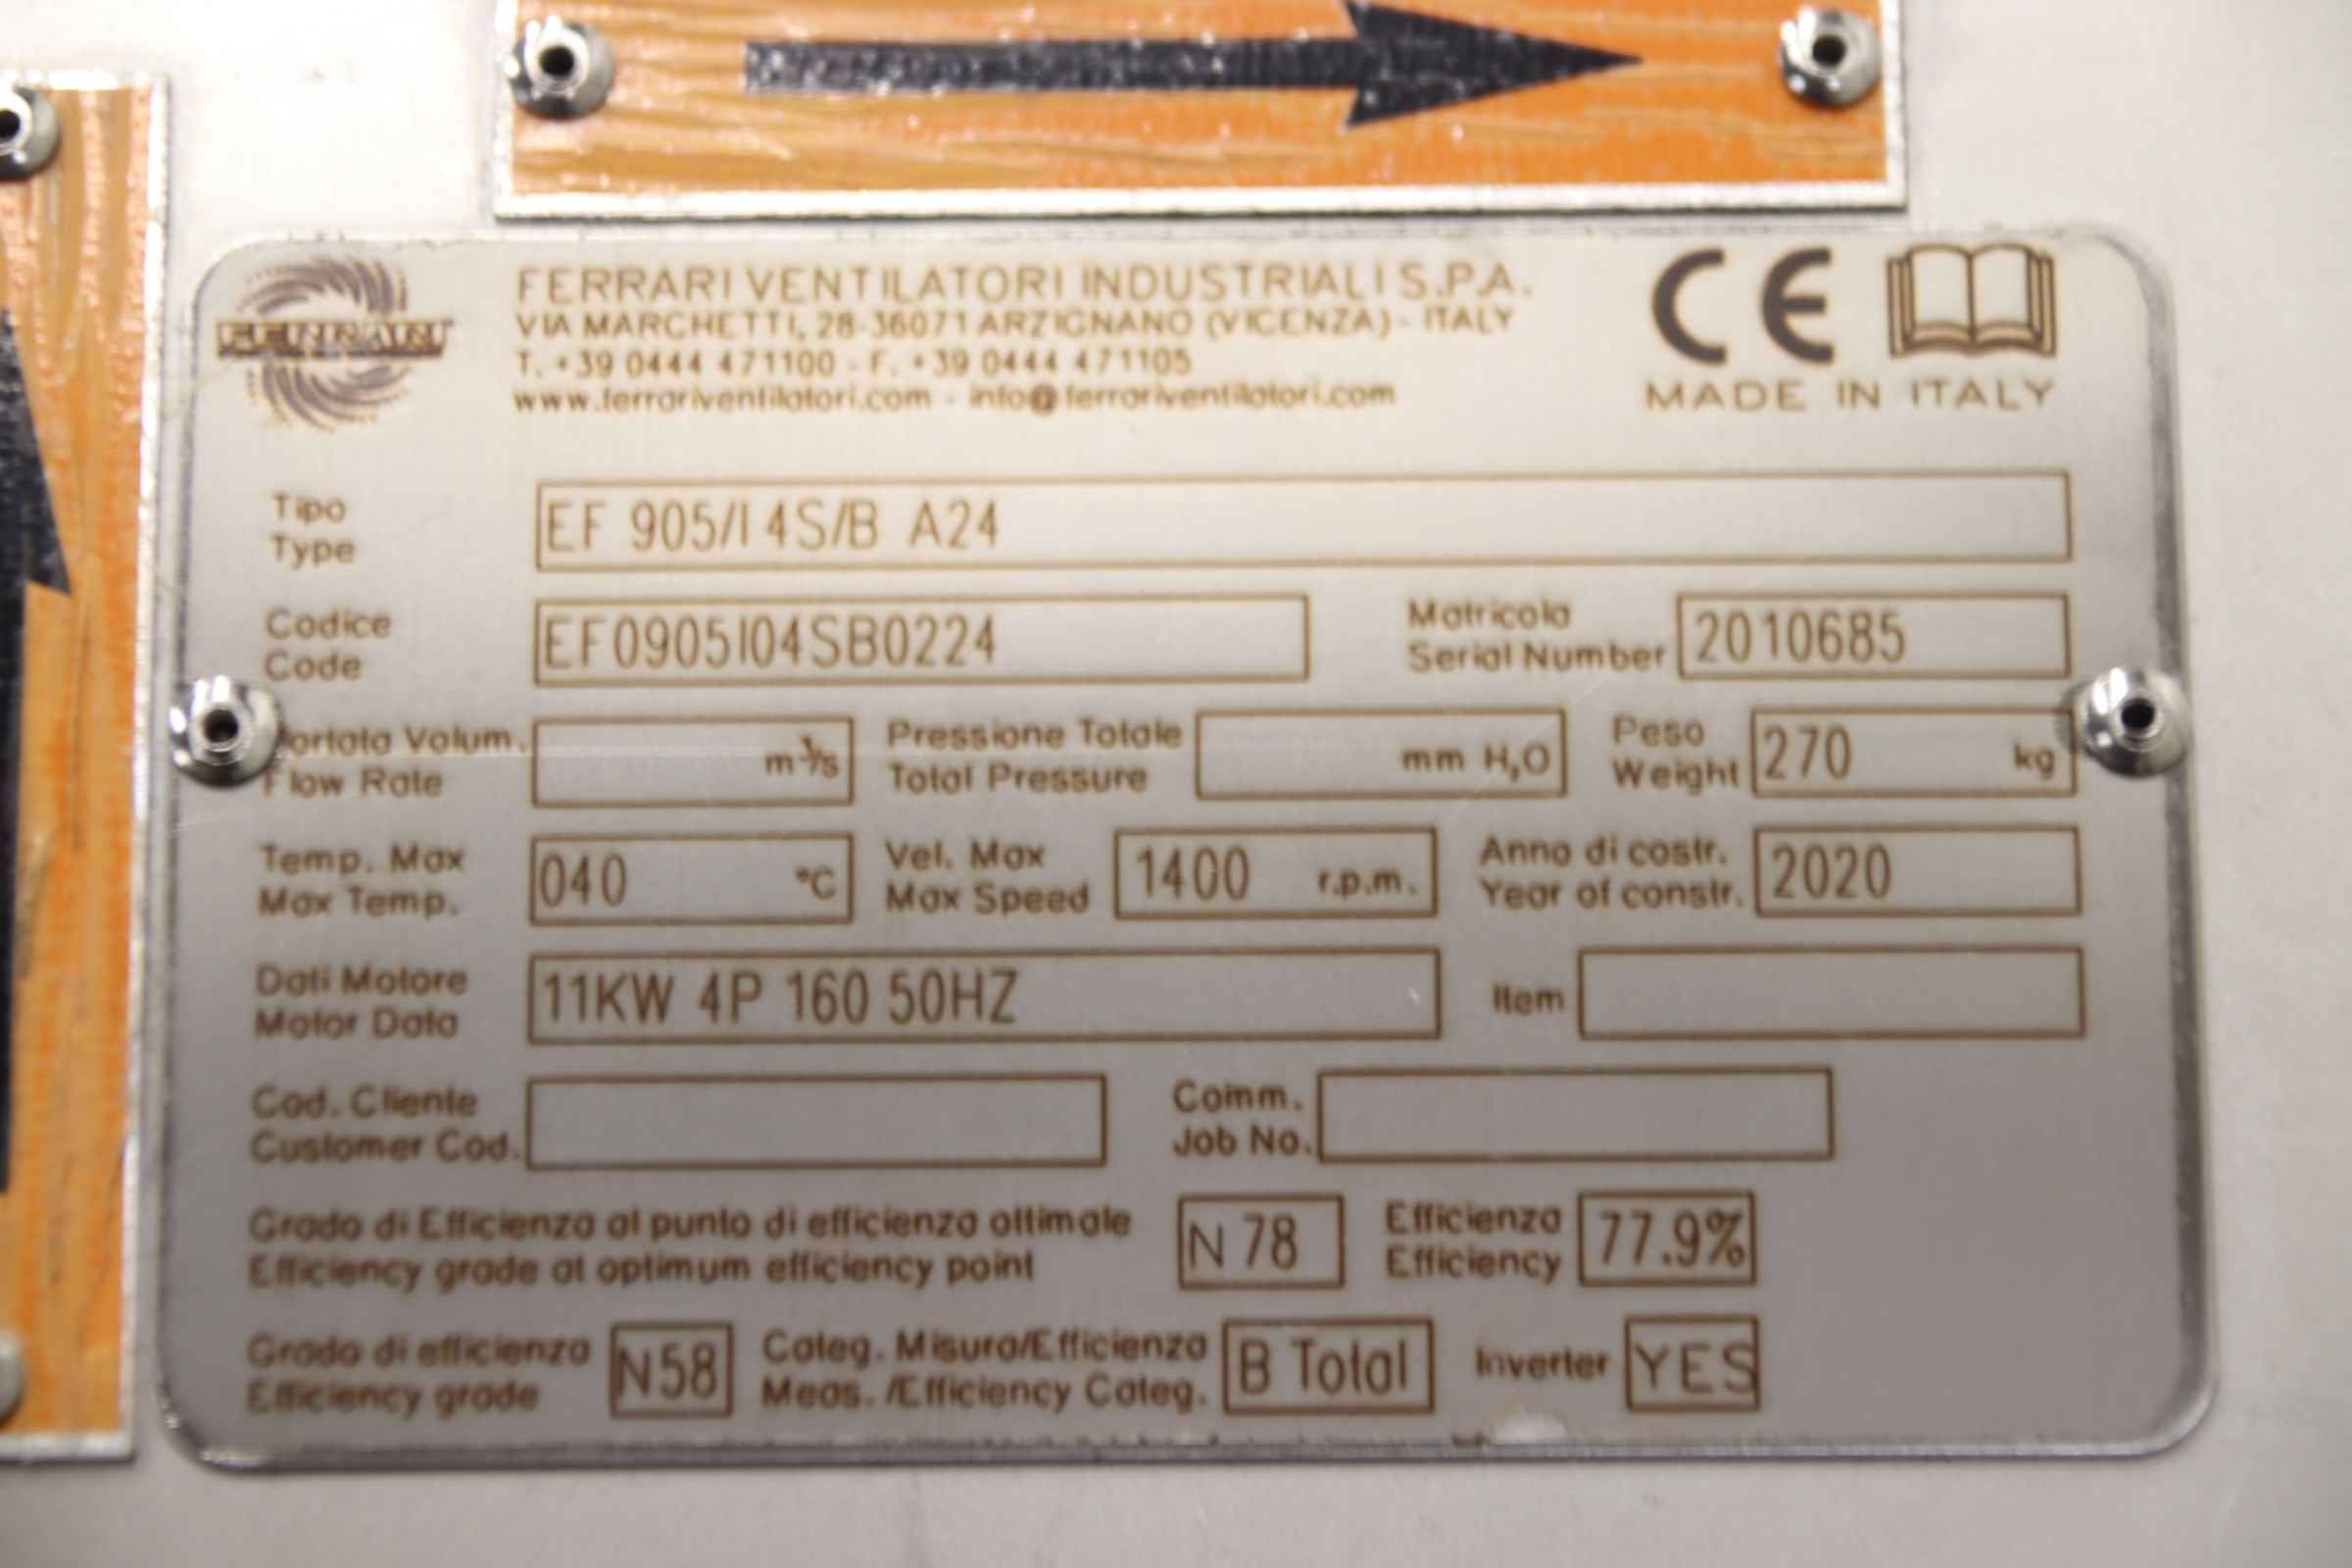 FERRARI
FERRARI VENTILATORI INDUSTRIALI S.P.A.
VIA MARCHETTI, 28-36071 ARZIGNANO (VICENZA) - ITALY
T. +39 0444 471100 - F. +39 0444 471105
www.ferrariventilatori.com - info@ferrariventilatori.com
CE
MADE IN ITALY
Tipo
Type
EF 905/I 4S/B A24
Codice
Code
EF0905I04SB0224
Matricola
Serial Number
2010685
Portata Volum.
Flow Rate
m³/s
Pressione Totale
Total Pressure
mm H₂O
Peso
Weight
270 kg
Temp. Max
Max Temp.
040 °C
Vel. Max
Max Speed
1400 r.p.m.
Anno di costr.
Year of constr.
2020
Dati Motore
Motor Data
11KW 4P 160 50HZ
Item
Cod. Cliente
Customer Cod.
Comm.
Job No.
Grado di Efficienza al punto di efficienza ottimale
Efficiency grade at optimum efficiency point
N 78
Efficienza
Efficiency
77.9%
Grado di efficienza
Efficiency grade
N58
Categ. Misura/Efficienza
Meas. /Efficiency Categ.
B Total
Inverter
YES